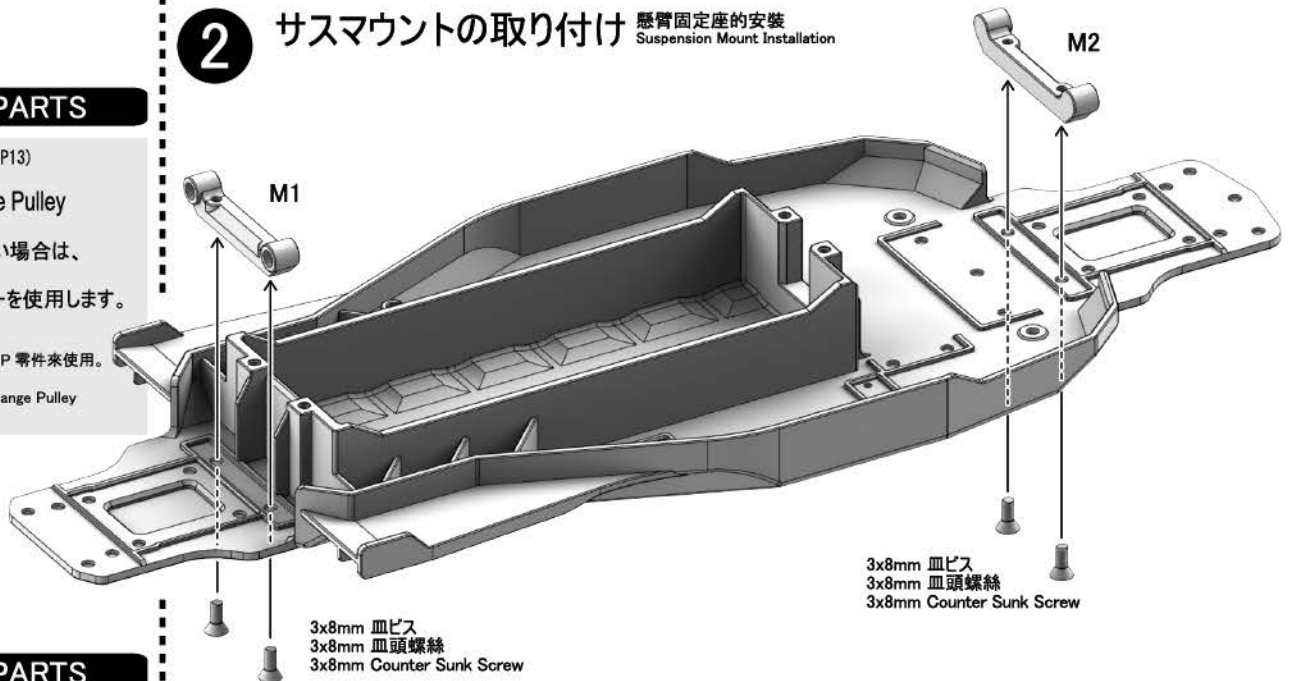 PARTS
P13)
e Pulley
い場合は、
ーを使用します。
P 零件來使用。
ange Pulley
PARTS
2 サスマウントの取り付け
懸臂固定座的安裝
Suspension Mount Installation
M1
M2
3x8mm 皿ビス
3x8mm 皿頭螺絲
3x8mm Counter Sunk Screw
3x8mm 皿ビス
3x8mm 皿頭螺絲
3x8mm Counter Sunk Screw